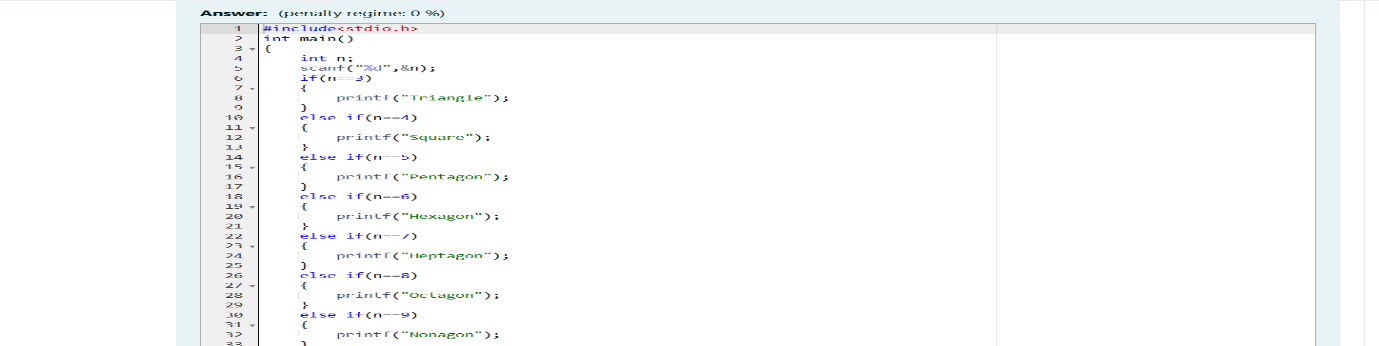 Answer: (penalty regime: 0 %)
1 #include<stdio.h>
2 int main()
3 {
4 int n;
5 scanf("%d",&n);
6 if(n==3)
7 {
8 printf("Triangle");
9 }
10 else if(n==4)
11 {
12 printf("Square");
13 }
14 else if(n==5)
15 {
16 printf("Pentagon");
17 }
18 else if(n==6)
19 {
20 printf("Hexagon");
21 }
22 else if(n==7)
23 {
24 printf("Heptagon");
25 }
26 else if(n==8)
27 {
28 printf("Octagon");
29 }
30 else if(n==9)
31 {
32 printf("Nonagon");
33 }